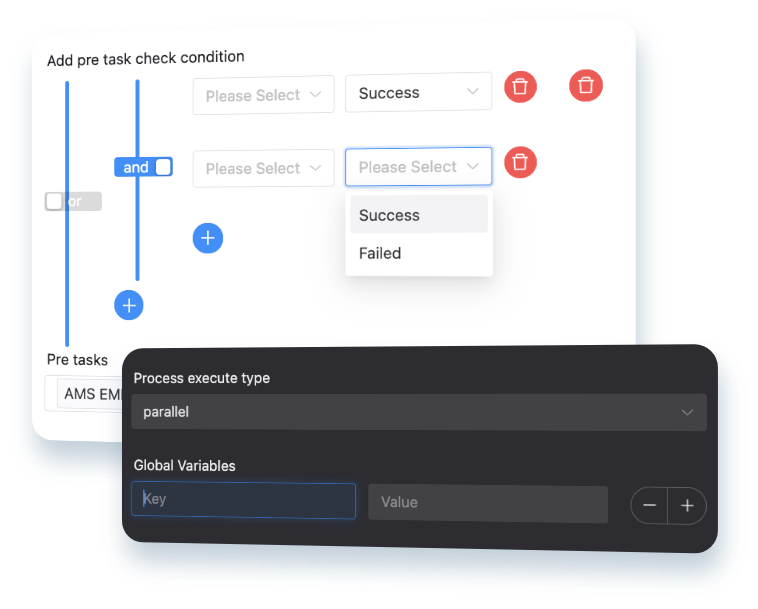 Add pre task check condition
Please Select
Success
and
Please Select
Please Select
or
Success
Failed
Pre tasks
AMS
Process execute type
parallel
Global Variables
Key
Value